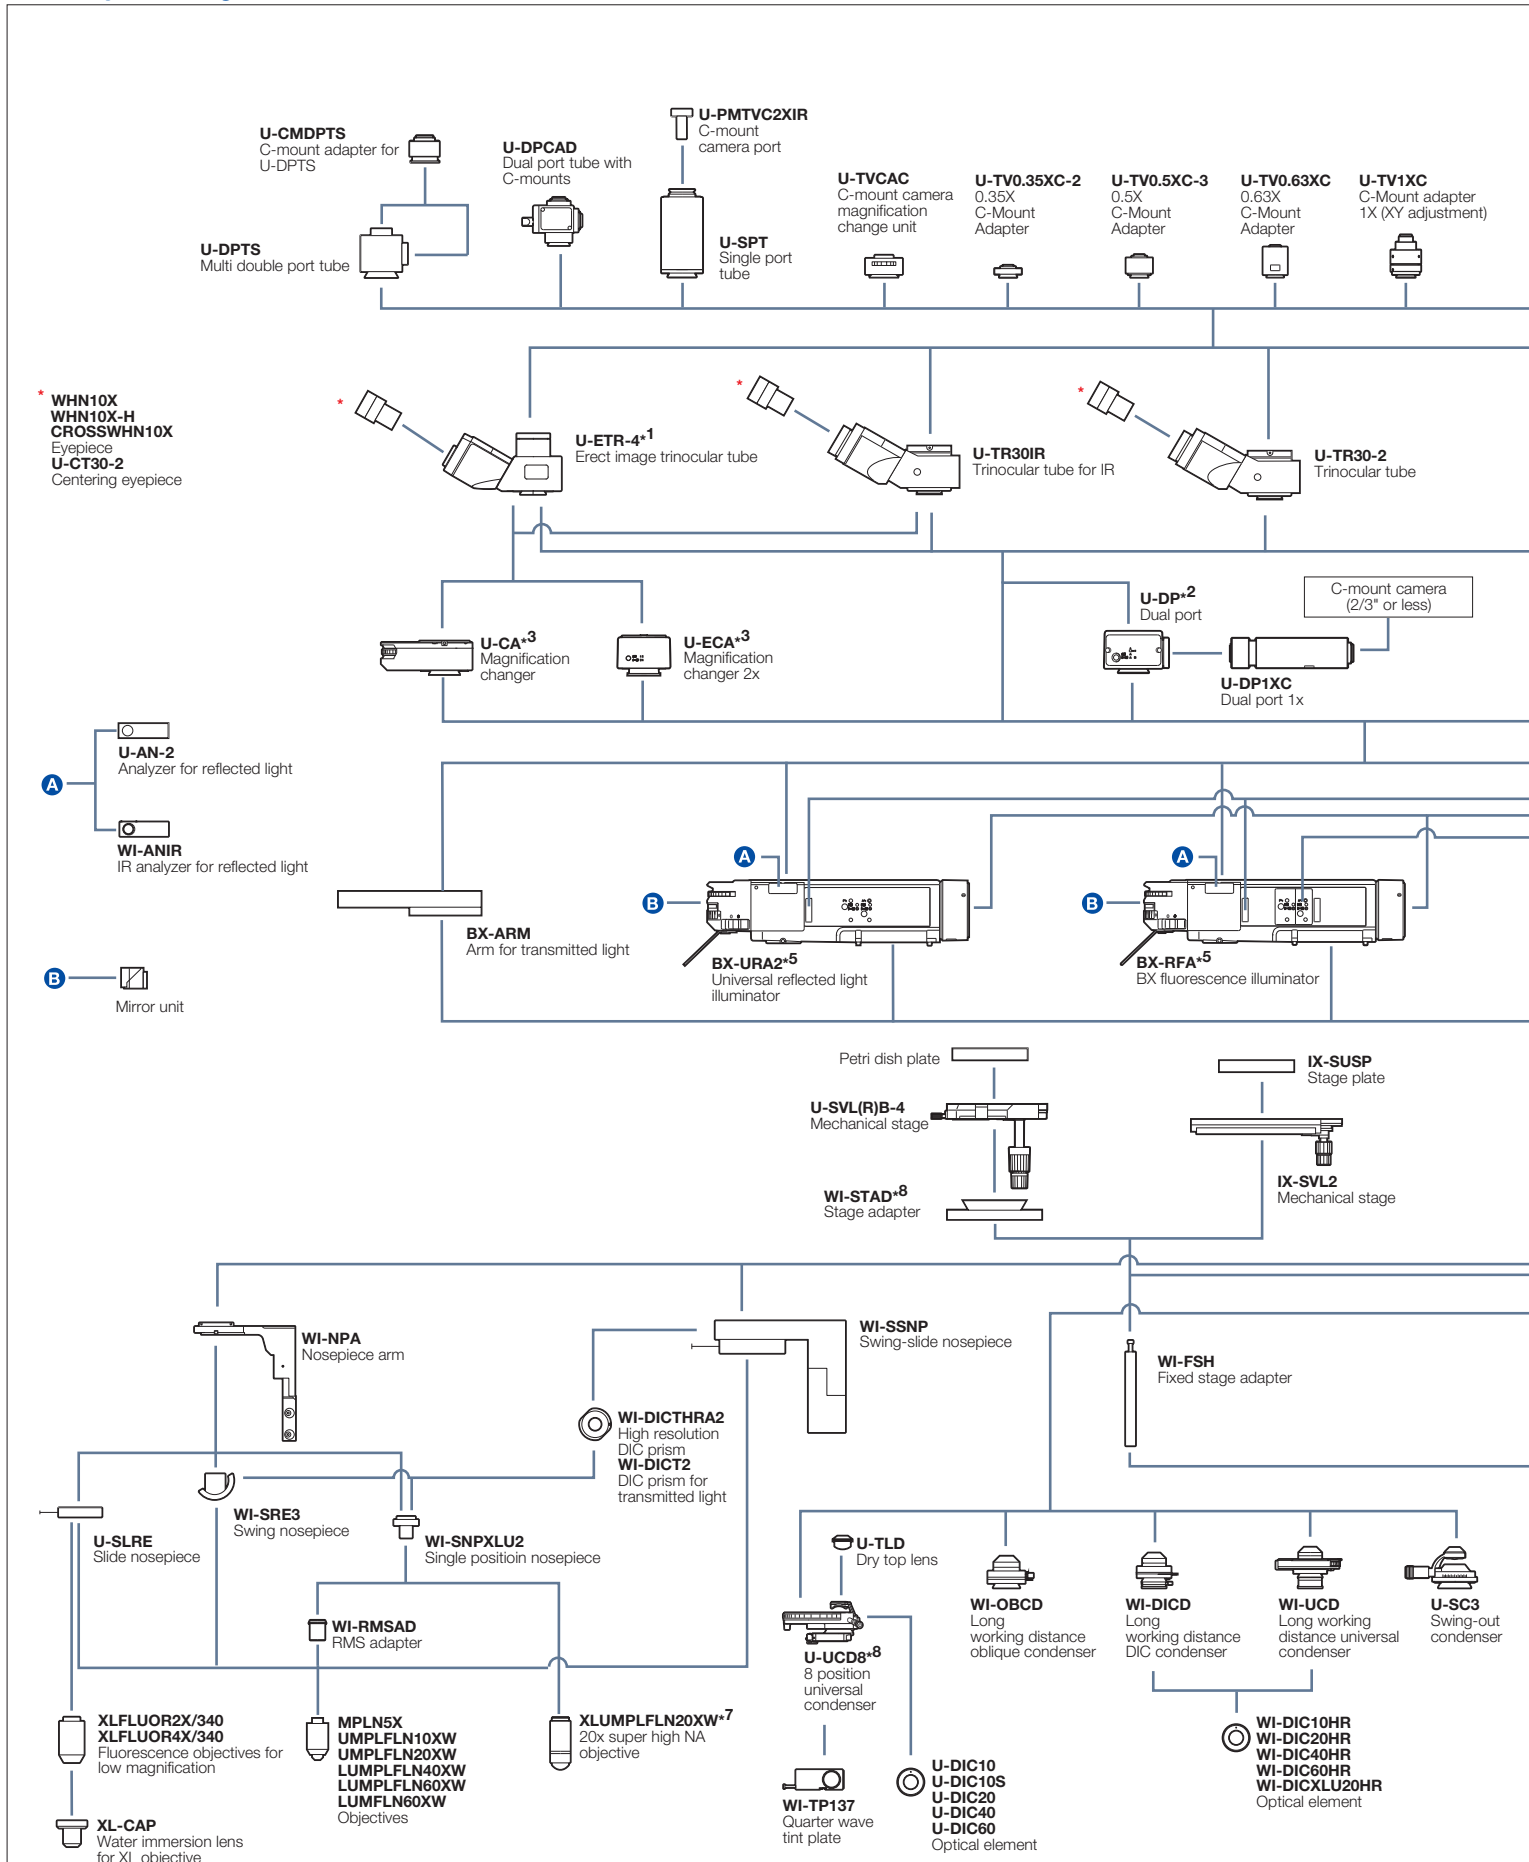 U-CMDPTS
C-mount adapter for
U-DPTS
U-DPCAD
Dual port tube with
C-mounts
U-PMTVC2XIR
C-mount
camera port
U-DPTS
Multi double port tube
U-SPT
Single port
tube
U-TVCAC
C-mount camera
magnification
change unit
U-TV0.35XC-2
0.35X
C-Mount
Adapter
U-TV0.5XC-3
0.5X
C-Mount
Adapter
U-TV0.63XC
0.63X
C-Mount
Adapter
U-TV1XC
C-Mount adapter
1X (XY adjustment)
* WHN10X
WHN10X-H
CROSSWHN10X
Eyepiece
U-CT30-2
Centering eyepiece
*
U-ETR-4*1
Erect image trinocular tube
*
U-TR30IR
Trinocular tube for IR
*
U-TR30-2
Trinocular tube
U-CA*3
Magnification
changer
U-ECA*3
Magnification
changer 2x
U-DP*2
Dual port
C-mount camera
(2/3" or less)
U-DP1XC
Dual port 1x
A
U-AN-2
Analyzer for reflected light
WI-ANIR
IR analyzer for reflected light
B
Mirror unit
BX-ARM
Arm for transmitted light
A
B
BX-URA2*5
Universal reflected light
illuminator
A
B
BX-RFA*5
BX fluorescence illuminator
Petri dish plate
U-SVL(R)B-4
Mechanical stage
WI-STAD*8
Stage adapter
IX-SUSP
Stage plate
IX-SVL2
Mechanical stage
WI-NPA
Nosepiece arm
WI-SSNP
Swing-slide nosepiece
WI-FSH
Fixed stage adapter
WI-DICTHRA2
High resolution
DIC prism
WI-DICT2
DIC prism for
transmitted light
U-SLRE
Slide nosepiece
WI-SRE3
Swing nosepiece
WI-SNPXLU2
Single positioin nosepiece
WI-RMSAD
RMS adapter
U-TLD
Dry top lens
U-UCD8*8
8 position
universal
condenser
WI-OBCD
Long
working distance
oblique condenser
WI-DICD
Long
working distance
DIC condenser
WI-UCD
Long working
distance universal
condenser
U-SC3
Swing-out
condenser
XLFLUOR2X/340
XLFLUOR4X/340
Fluorescence objectives for
low magnification
MPLN5X
UMPLFLN10XW
UMPLFLN20XW
LUMPLFLN40XW
LUMPLFLN60XW
LUMFLN60XW
Objectives
XLUMPLFLN20XW*7
20x super high NA
objective
WI-TP137
Quarter wave
tint plate
U-DIC10
U-DIC10S
U-DIC20
U-DIC40
U-DIC60
Optical element
WI-DIC10HR
WI-DIC20HR
WI-DIC40HR
WI-DIC60HR
WI-DICXLU20HR
Optical element
XL-CAP
Water immersion lens
for XL objective